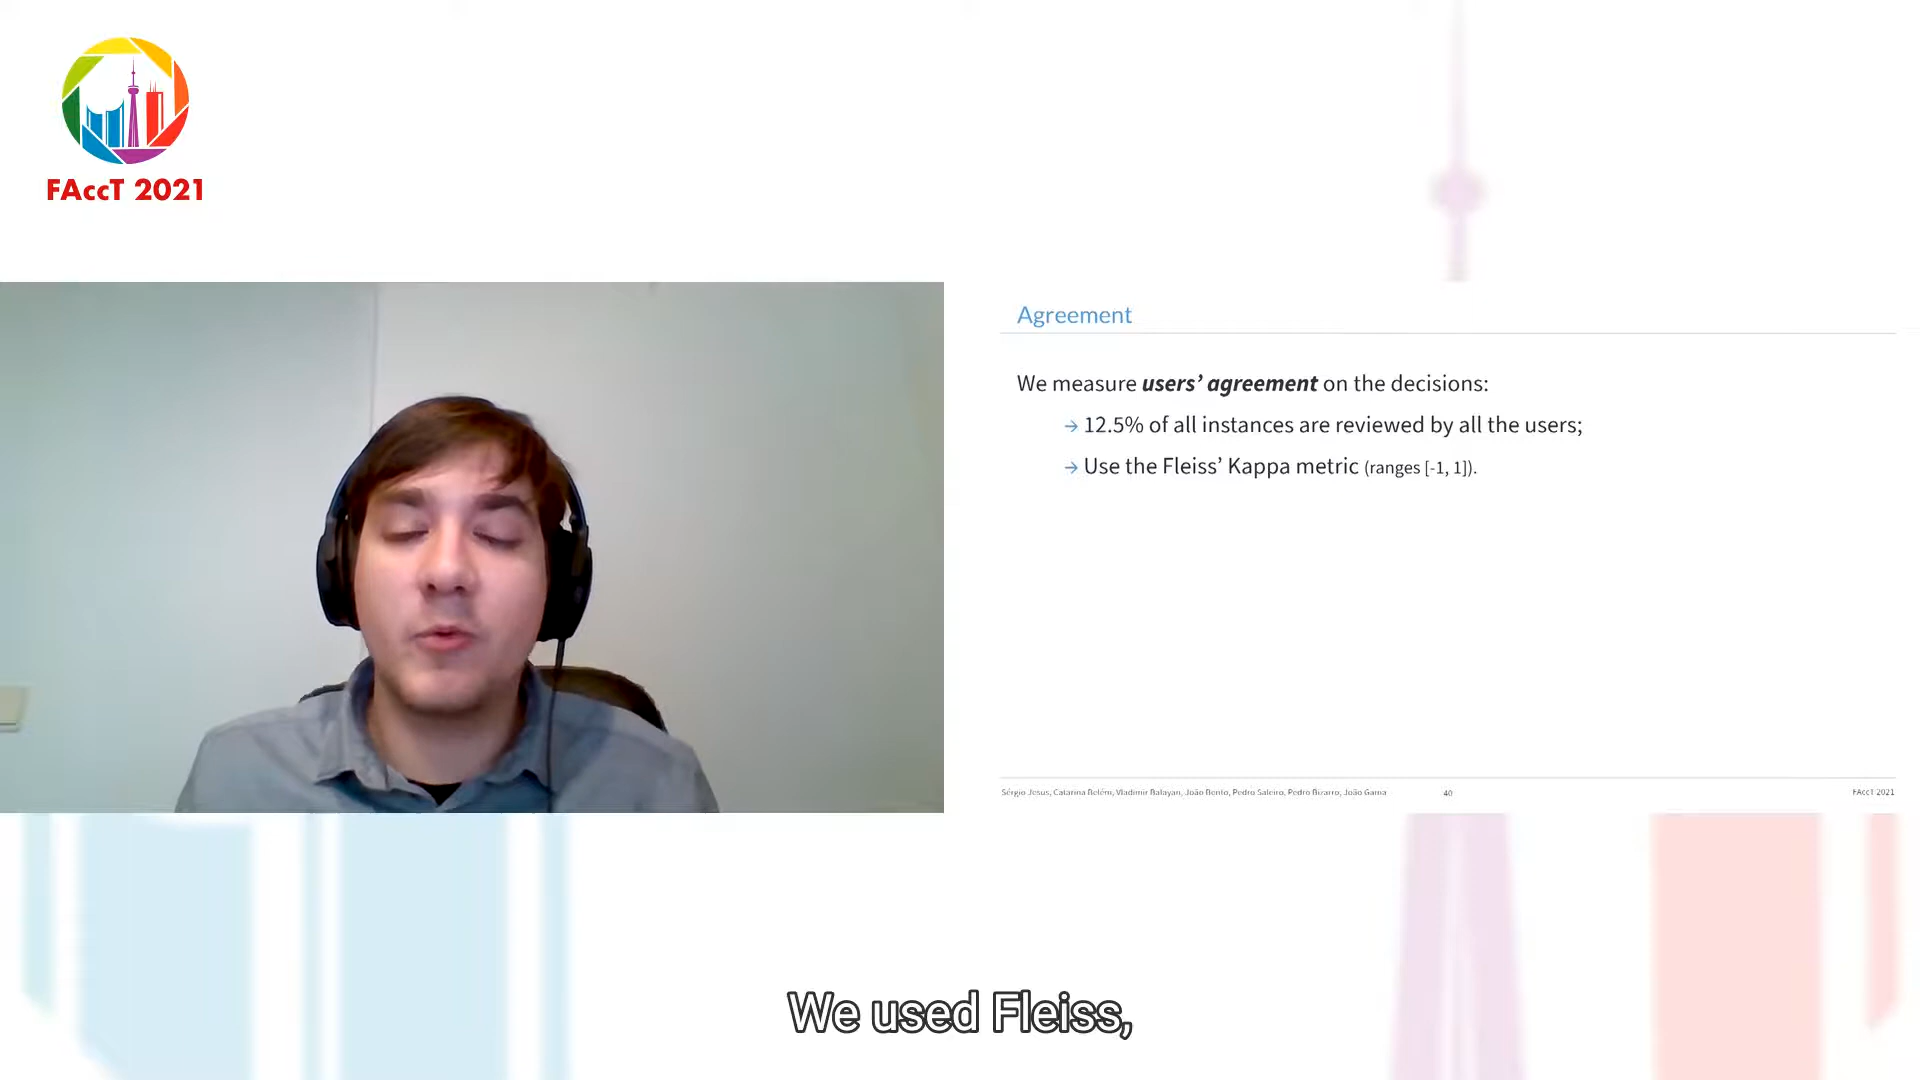 FAccT 2021
Agreement
We measure users’ agreement on the decisions:
→ 12.5% of all instances are reviewed by all the users;
→ Use the Fleiss’ Kappa metric (ranges [-1, 1]).
Sérgio Jesus, Catarina Belém, Vladimir Balayan, João Bento, Pedro Saleiro, Pedro Bizarro, João Gama
40
FAccT 2021
We used Fleiss,